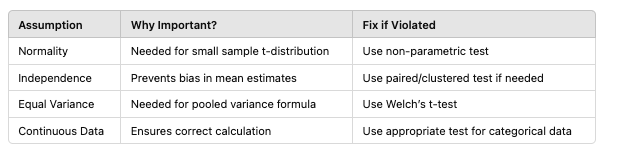 Assumption Why Important? Fix if Violated
Normality Needed for small sample t-distribution Use non-parametric test
Independence Prevents bias in mean estimates Use paired/clustered test if needed
Equal Variance Needed for pooled variance formula Use Welch's t-test
Continuous Data Ensures correct calculation Use appropriate test for categorical data